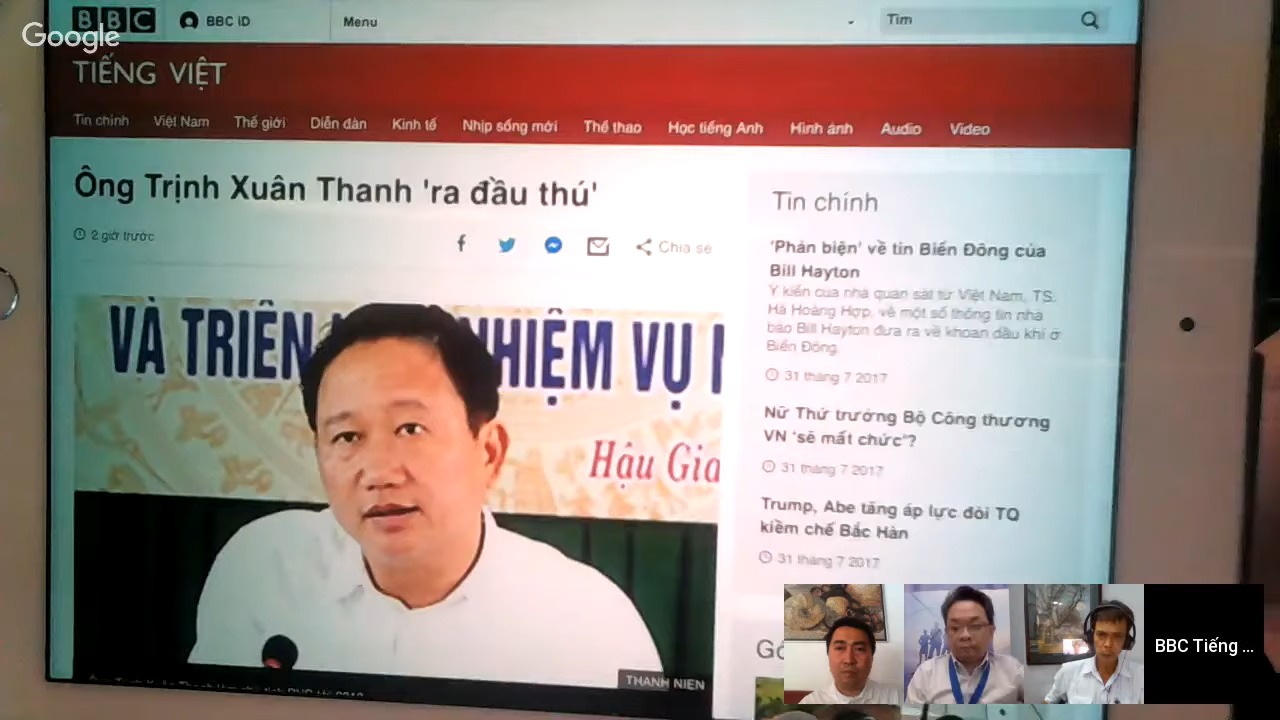 Google
BBC
BBC iD
Menu
Tìm
TIẾNG VIỆT
Tin chính
Việt Nam
Thế giới
Diễn đàn
Kinh tế
Nhịp sống mới
Thể thao
Học tiếng Anh
Hình ảnh
Audio
Video
Ông Trịnh Xuân Thanh 'ra đầu thú'
2 giờ trước
Chia sẻ
VÀ TRIỂN
NHIỆM VỤ
Hậu Gia
THANH NIEN
Tin chính
'Phản biện' về tin Biển Đông của
Bill Hayton
Ý kiến của nhà quan sát từ Việt Nam, TS.
Hà Hoàng Hợp, về một số thông tin nhà
báo Bill Hayton đưa ra về khoan dầu khí ở
Biển Đông.
31 tháng 7 2017
Nữ Thứ trưởng Bộ Công thương
VN 'sẽ mất chức'?
31 tháng 7 2017
Trump, Abe tăng áp lực đòi TQ
kiềm chế Bắc Hàn
31 tháng 7 2017
BBC Tiếng ...